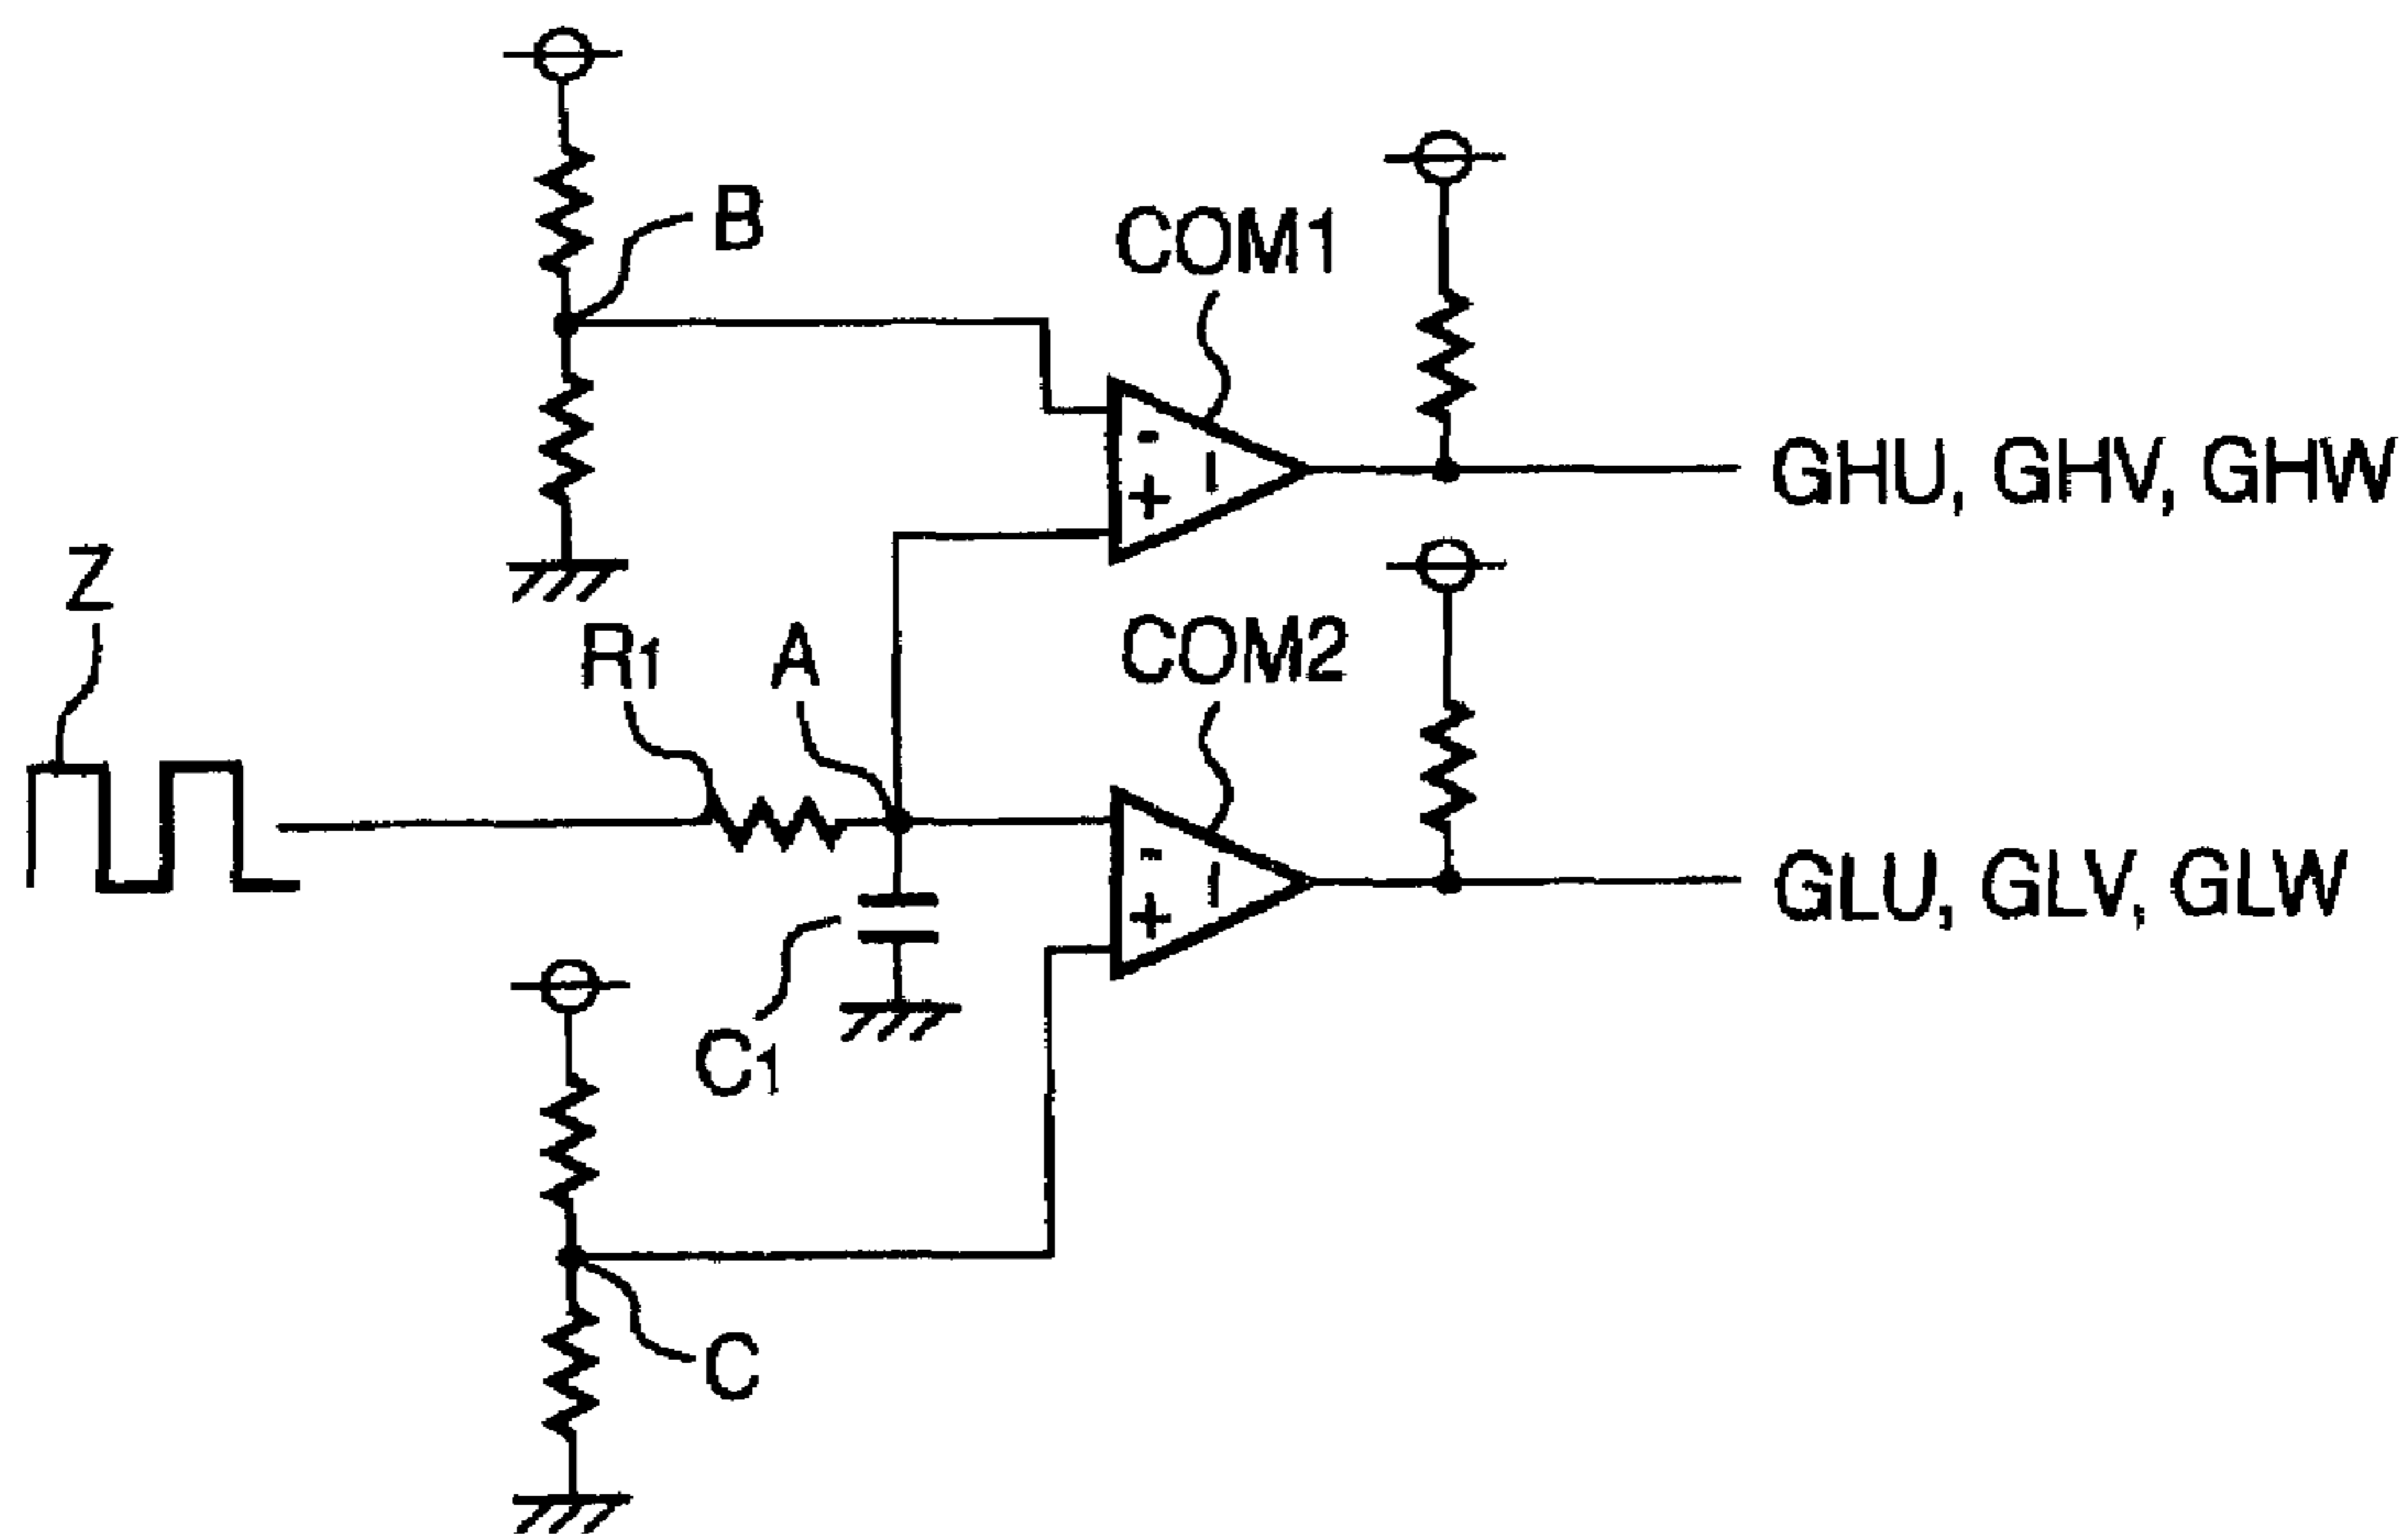 B
COM1
GHU, GHV, GHW
Z
R1
A
COM2
GLU, GLV, GLW
C1
C
-
+
-
+